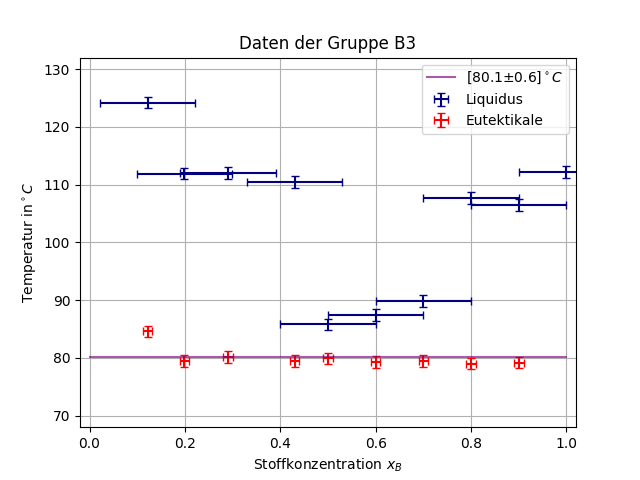 Daten der Gruppe B3
[80.1±0.6]°C
Liquidus
Eutektikale
Temperatur in°C
130
120
110
100
90
80
70
0.0 0.2 0.4 0.6 0.8 1.0
Stoffkonzentration x_B